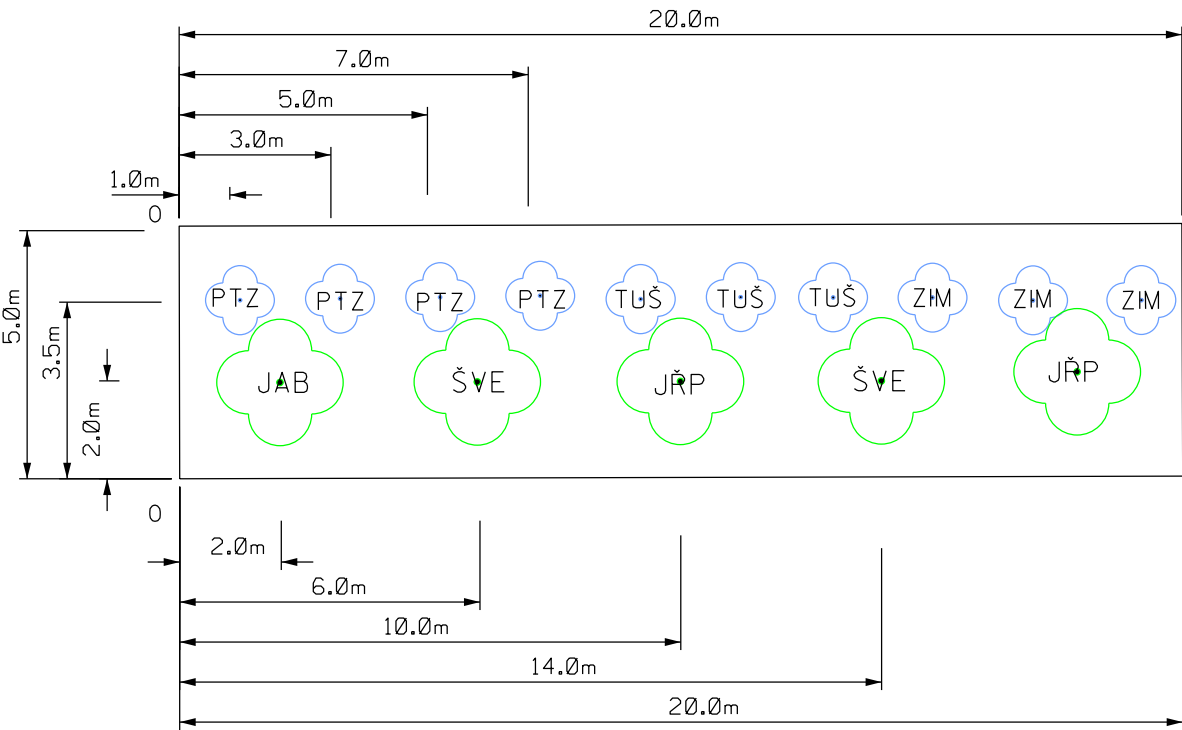 20.0m
7.0m
5.0m
3.0m
1.0m
0
5.0m
3.5m
2.0m
PTZ PTZ PTZ PTZ TUŠ TUŠ TUŠ ZIM ZIM ZIM
JAB ŠVE JŘP ŠVE JŘP
0
2.0m
6.0m
10.0m
14.0m
20.0m